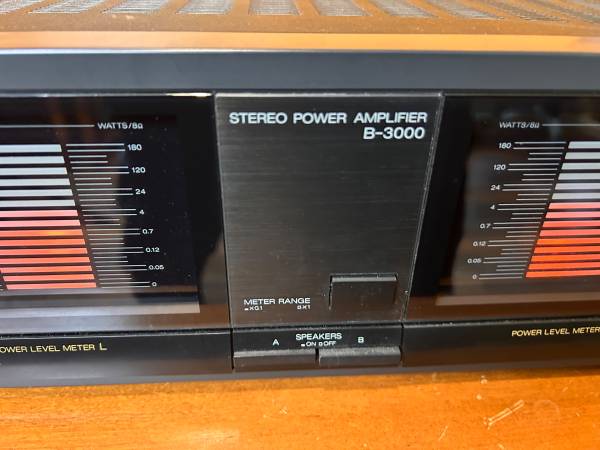 WATTS/8Ω
180
120
24
4
0.7
0.12
0.05
0
STEREO POWER AMPLIFIER
B-3000
METER RANGE
X0.1 X1
SPEAKERS
A B
ON OFF
WATTS/8Ω
180
120
24
4
0.7
0.12
0.05
0
POWER LEVEL METER L
POWER LEVEL METER